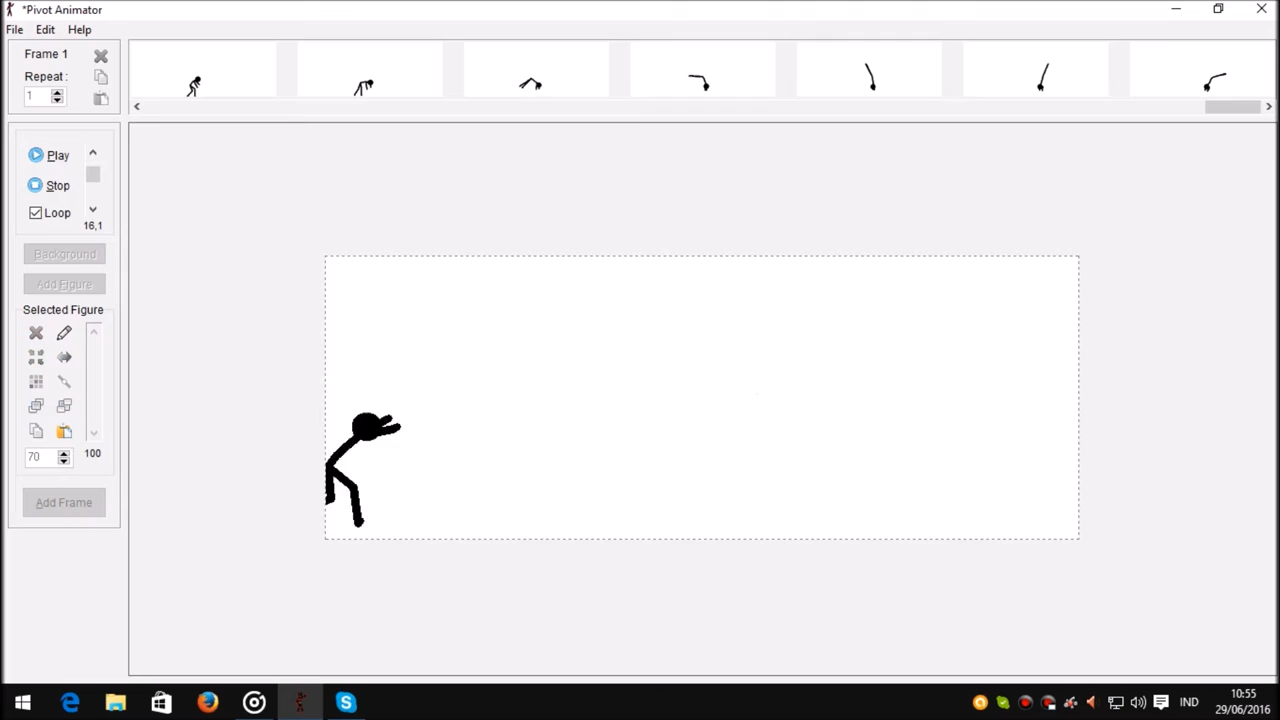 *Pivot Animator
File Edit Help
Frame 1
Repeat :
1
Play
Stop
Loop
16,1
Background
Add Figure
Selected Figure
70
100
Add Frame
IND
10:55
29/06/2016